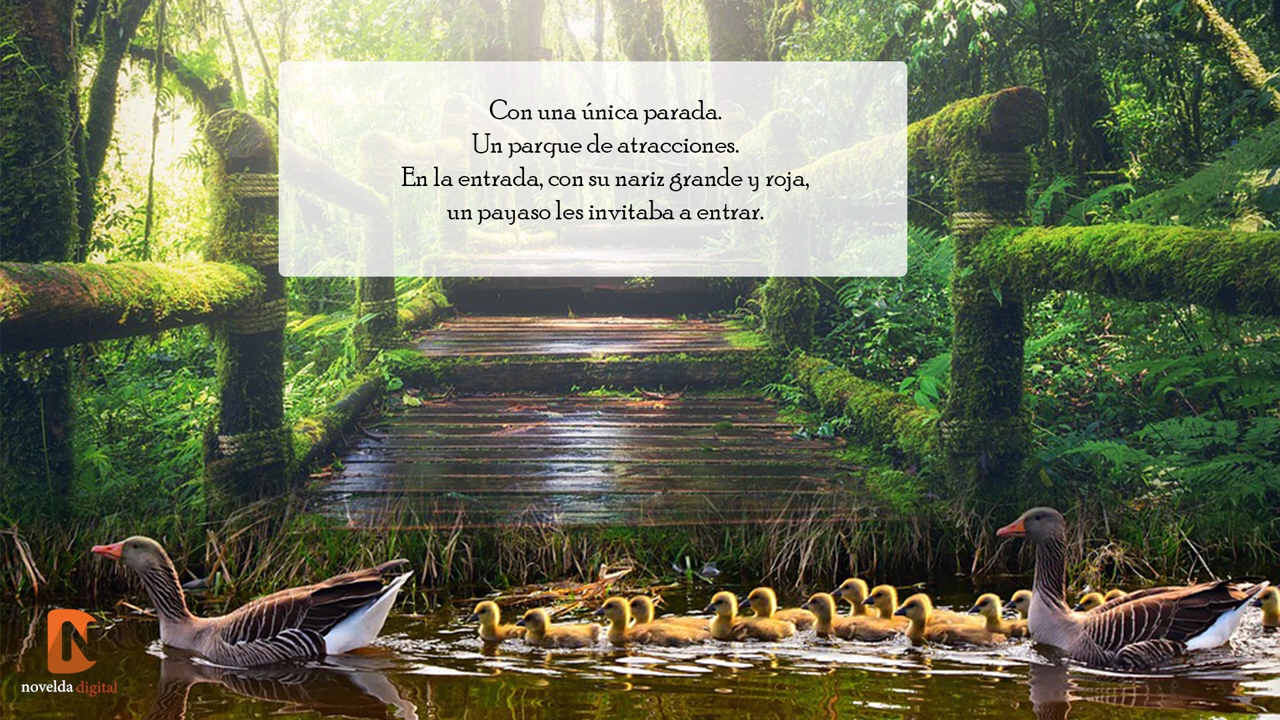 Con una única parada.
Un parque de atracciones.
En la entrada, con su nariz grande y roja,
un payaso les invitaba a entrar.
novelda digital